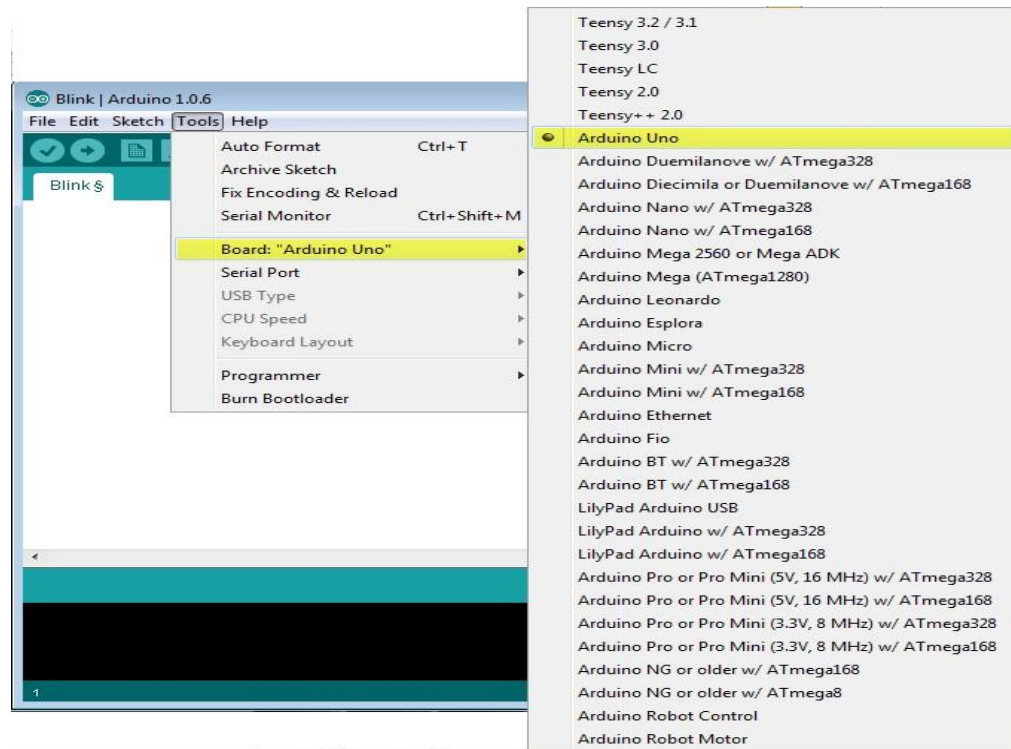 Blink | Arduino 1.0.6
File Edit Sketch Tools Help
Blink §
Auto Format Ctrl+T
Archive Sketch
Fix Encoding & Reload
Serial Monitor Ctrl+Shift+M
Board: "Arduino Uno"
Serial Port
USB Type
CPU Speed
Keyboard Layout
Programmer
Burn Bootloader
1
Teensy 3.2 / 3.1
Teensy 3.0
Teensy LC
Teensy 2.0
Teensy++ 2.0
Arduino Uno
Arduino Duemilanove w/ ATmega328
Arduino Diecimila or Duemilanove w/ ATmega168
Arduino Nano w/ ATmega328
Arduino Nano w/ ATmega168
Arduino Mega 2560 or Mega ADK
Arduino Mega (ATmega1280)
Arduino Leonardo
Arduino Esplora
Arduino Micro
Arduino Mini w/ ATmega328
Arduino Mini w/ ATmega168
Arduino Ethernet
Arduino Fio
Arduino BT w/ ATmega328
Arduino BT w/ ATmega168
LilyPad Arduino USB
LilyPad Arduino w/ ATmega328
LilyPad Arduino w/ ATmega168
Arduino Pro or Pro Mini (5V, 16 MHz) w/ ATmega328
Arduino Pro or Pro Mini (5V, 16 MHz) w/ ATmega168
Arduino Pro or Pro Mini (3.3V, 8 MHz) w/ ATmega328
Arduino Pro or Pro Mini (3.3V, 8 MHz) w/ ATmega168
Arduino NG or older w/ ATmega168
Arduino NG or older w/ ATmega8
Arduino Robot Control
Arduino Robot Motor